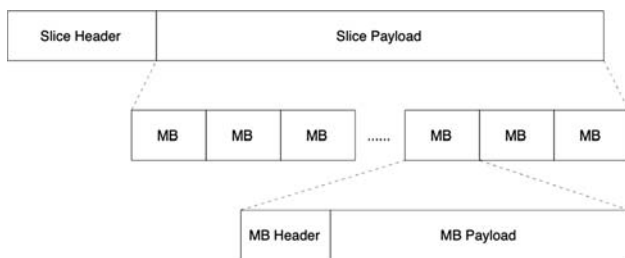 Slice Header Slice Payload
MB MB MB ...... MB MB MB
MB Header MB Payload